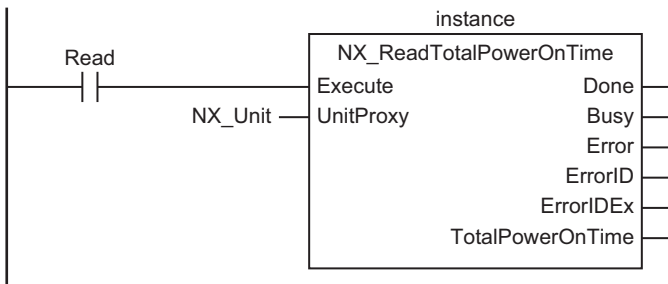 instance
Read
NX_ReadTotalPowerOnTime
Execute Done
NX_Unit UnitProxy Busy
Error
ErrorID
ErrorIDEx
TotalPowerOnTime